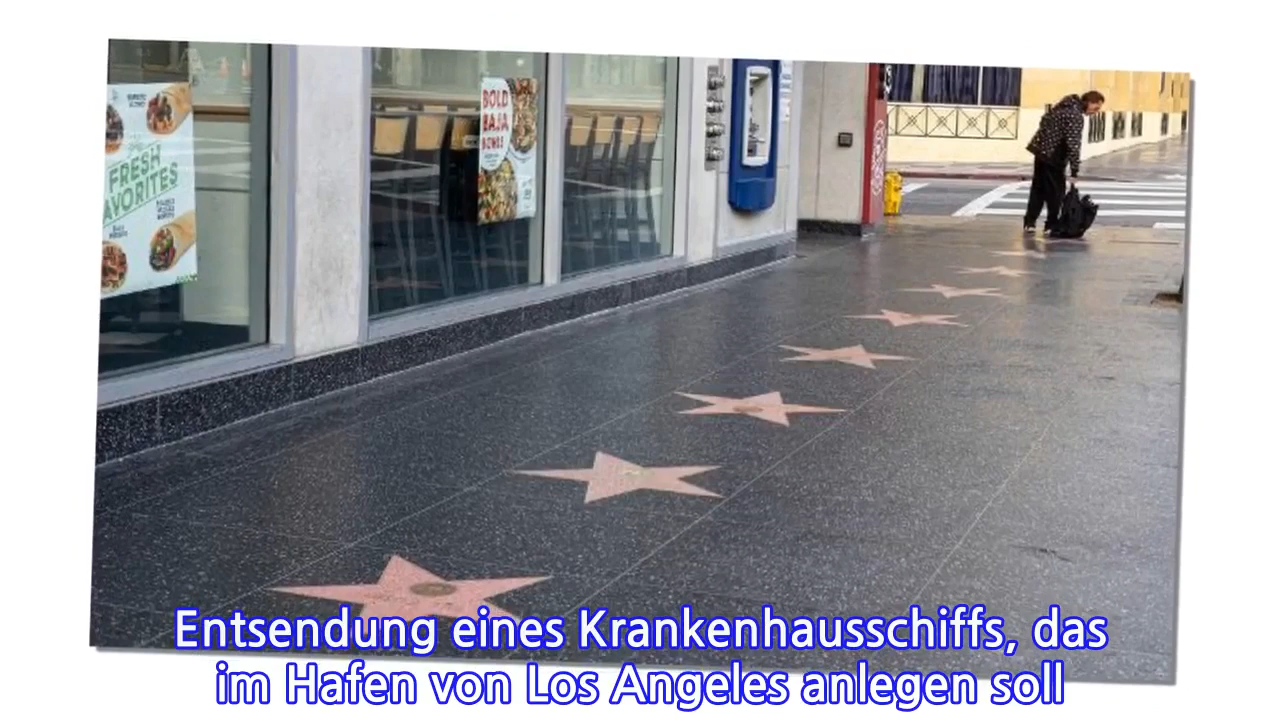 FRESH
AVORITES
BOLD
BAJA
BOWLS
Entsendung eines Krankenhausschiffs, das
im Hafen von Los Angeles anlegen soll